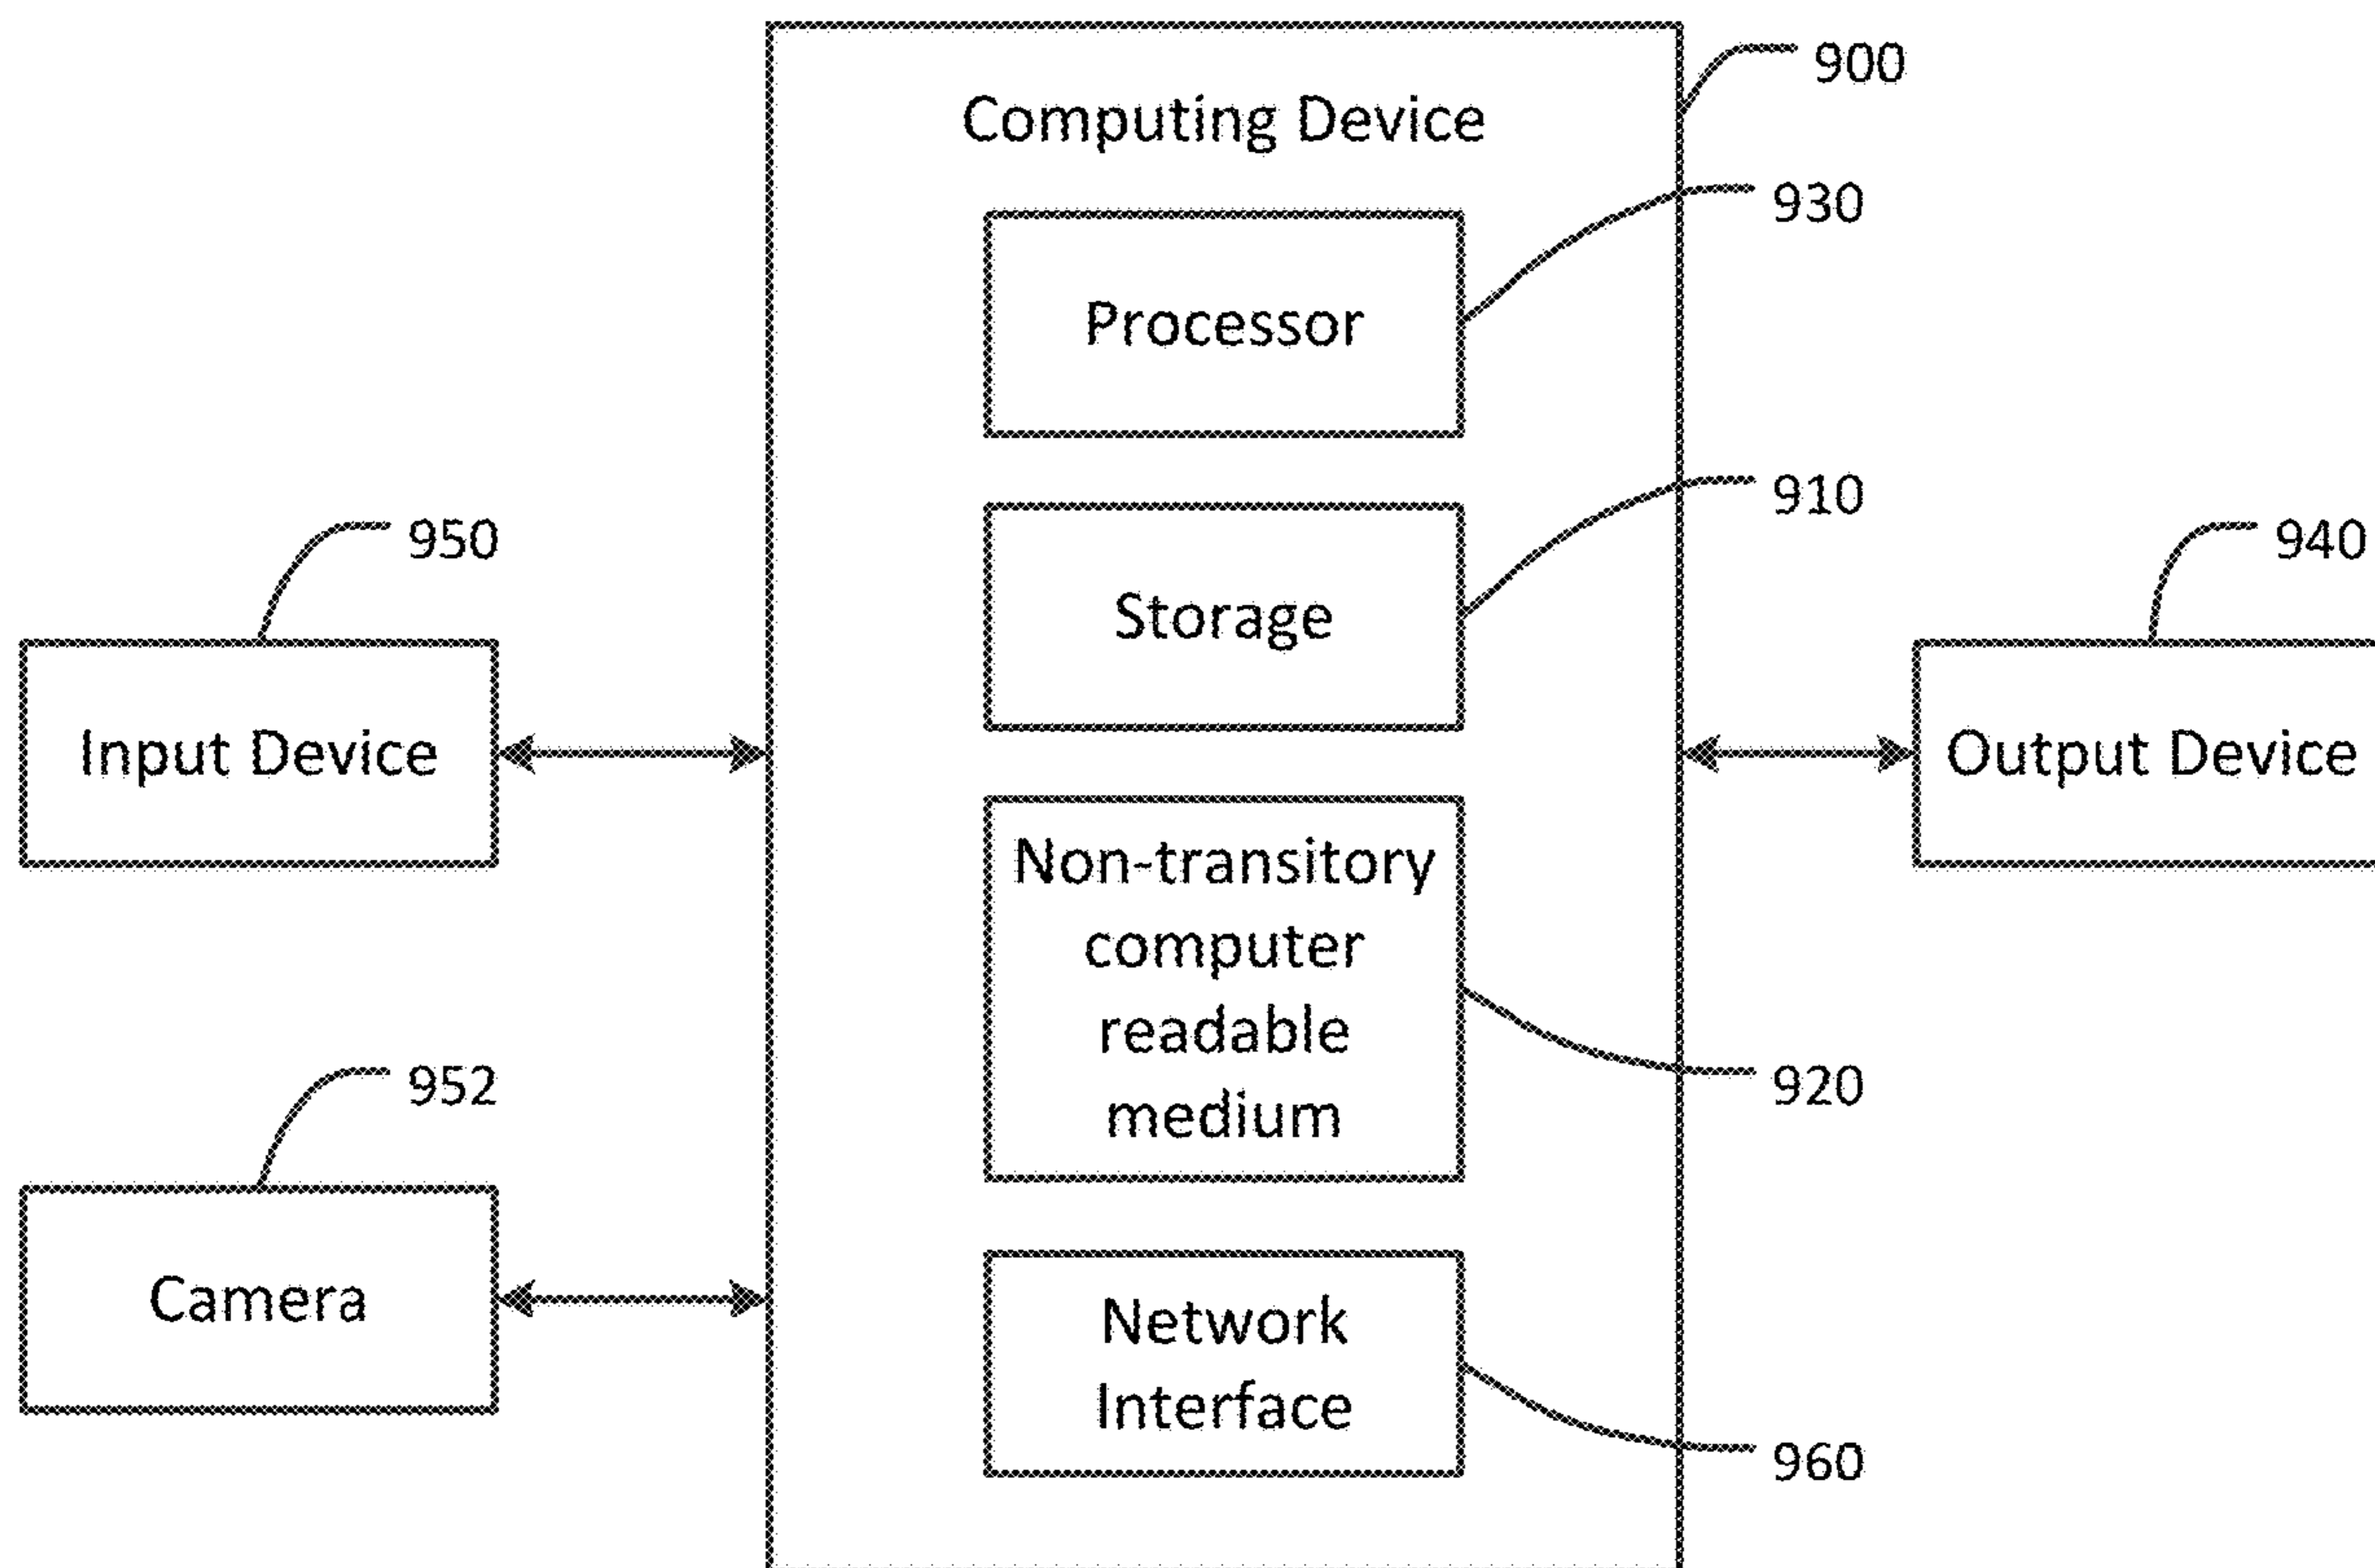 900
Computing Device
930
Processor
910
Storage
950
940
Input Device
Output Device
Non-transitory
computer
readable
medium
920
952
Camera
Network
Interface
960